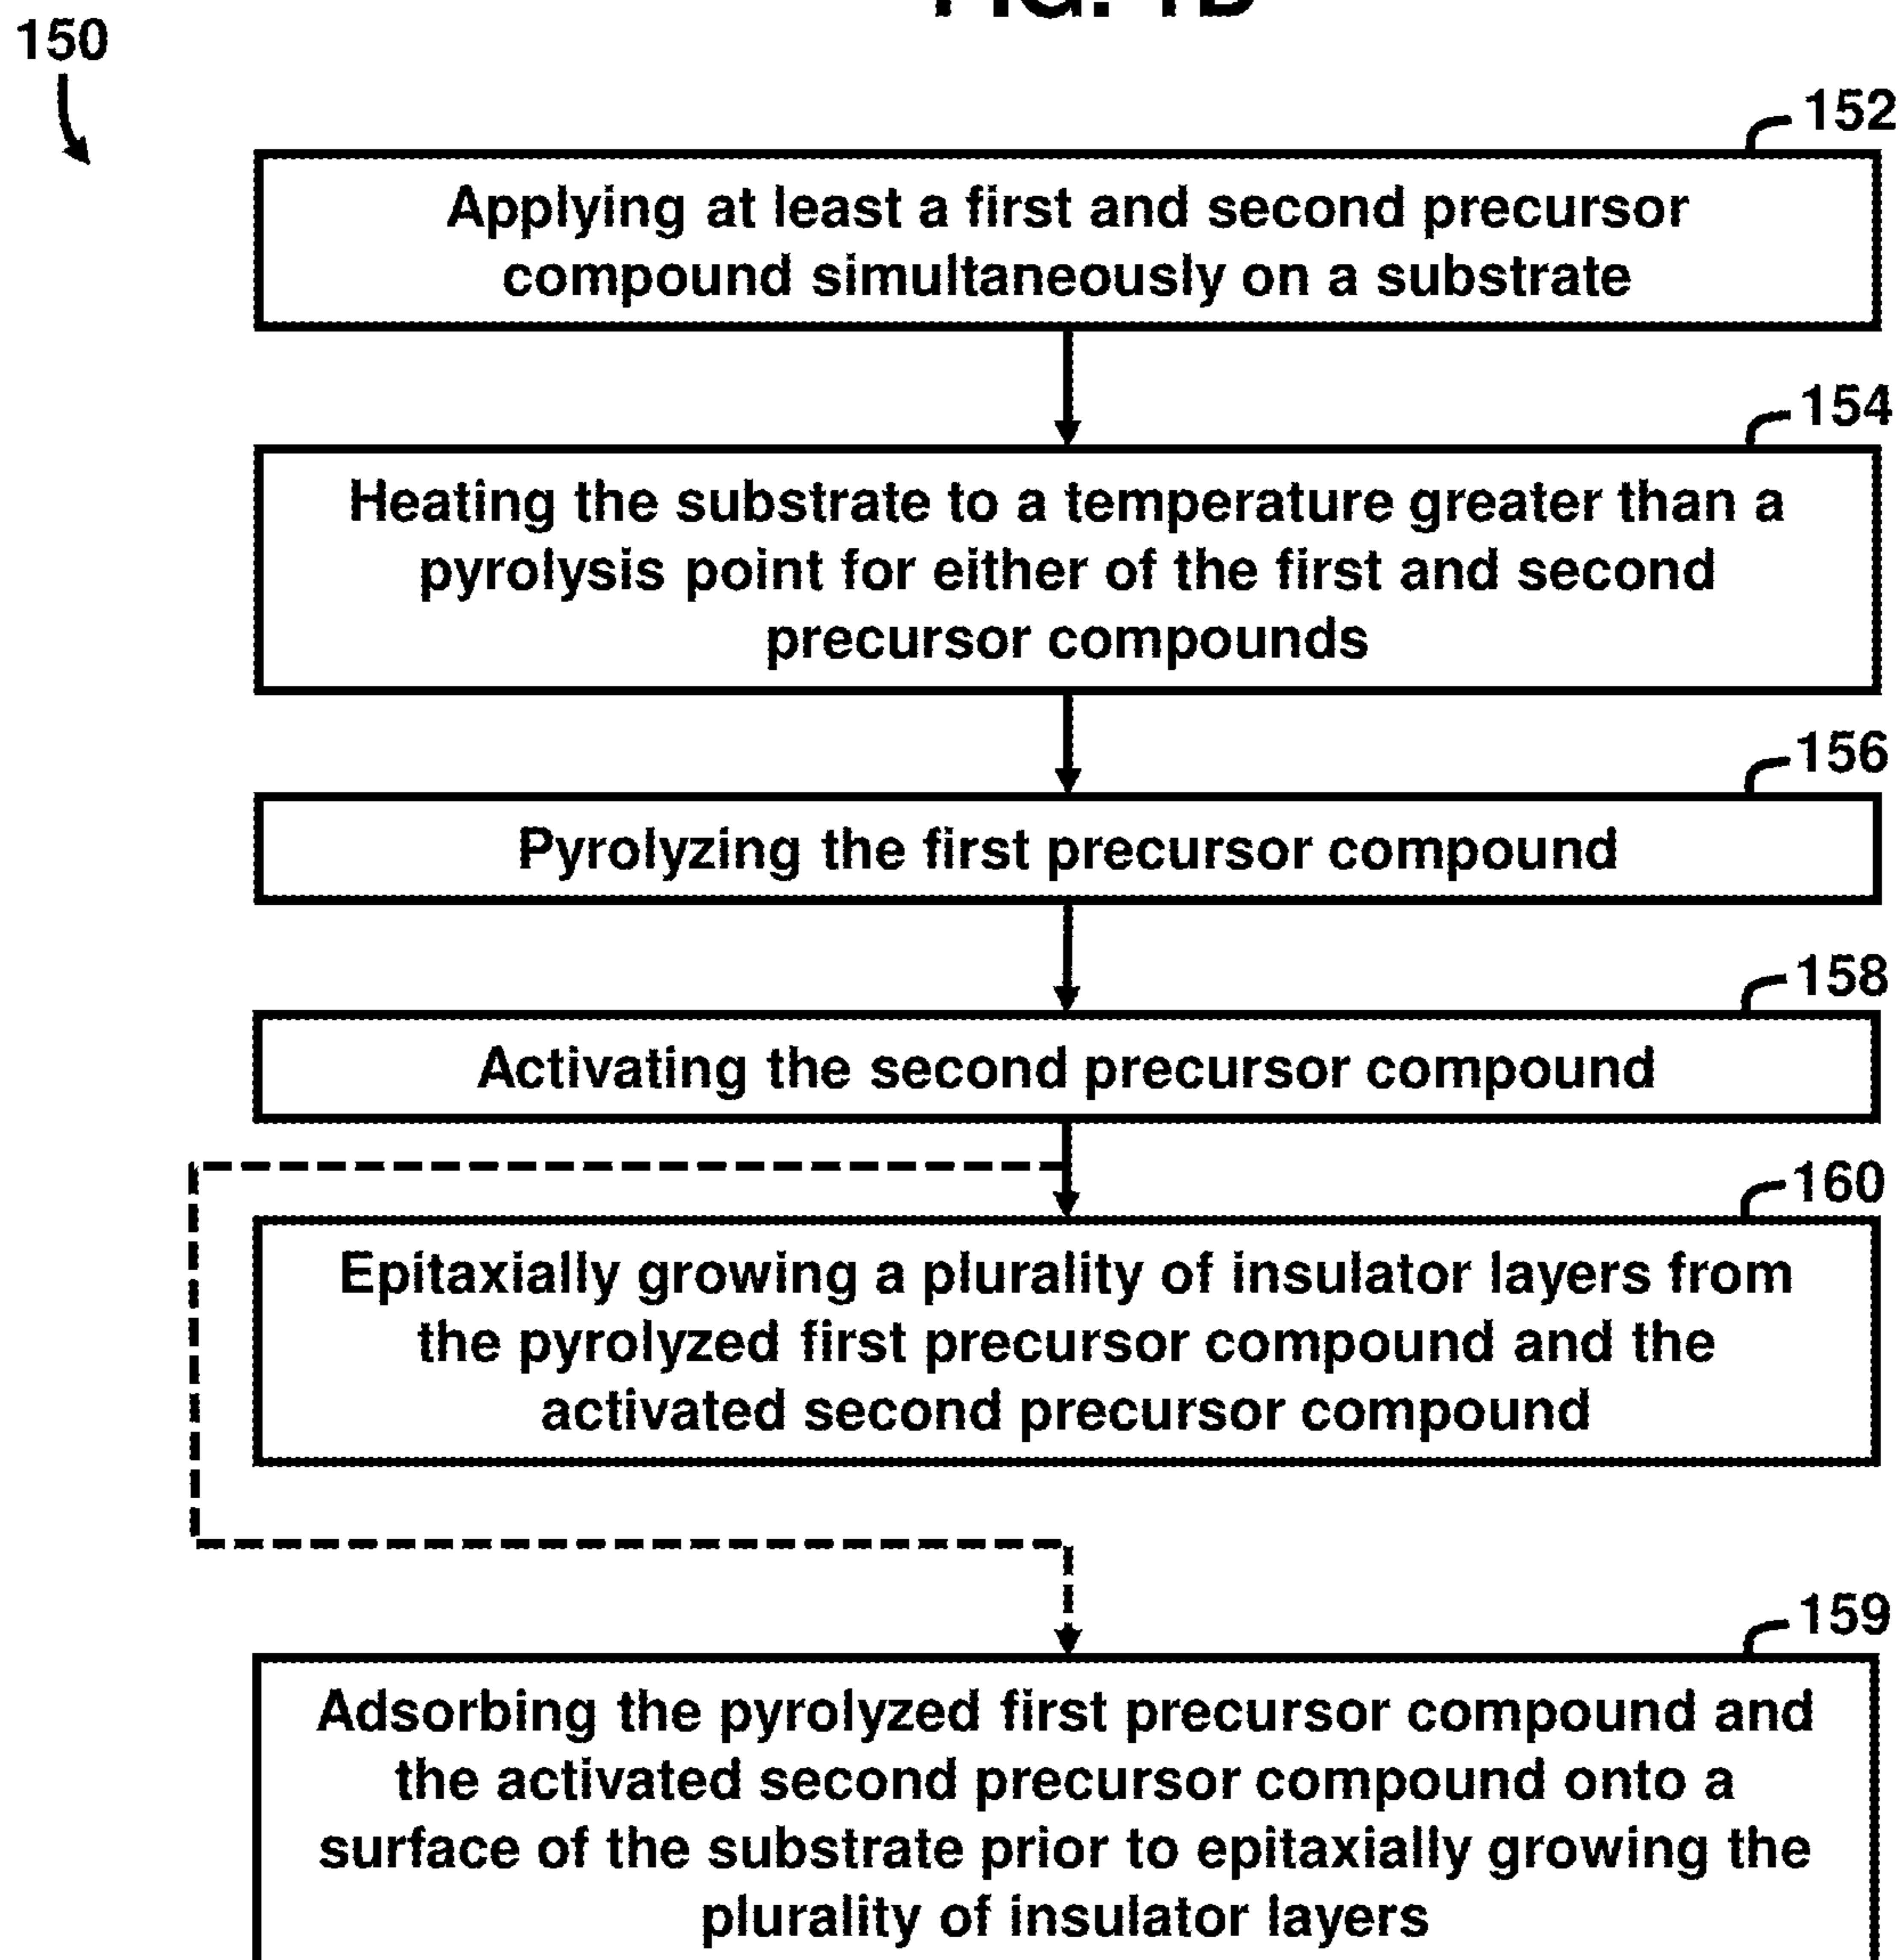 150
152
Applying at least a first and second precursor
compound simultaneously on a substrate
154
Heating the substrate to a temperature greater than a
pyrolysis point for either of the first and second
precursor compounds
156
Pyrolyzing the first precursor compound
158
Activating the second precursor compound
160
Epitaxially growing a plurality of insulator layers from
the pyrolyzed first precursor compound and the
activated second precursor compound
159
Adsorbing the pyrolyzed first precursor compound and
the activated second precursor compound onto a
surface of the substrate prior to epitaxially growing the
plurality of insulator layers